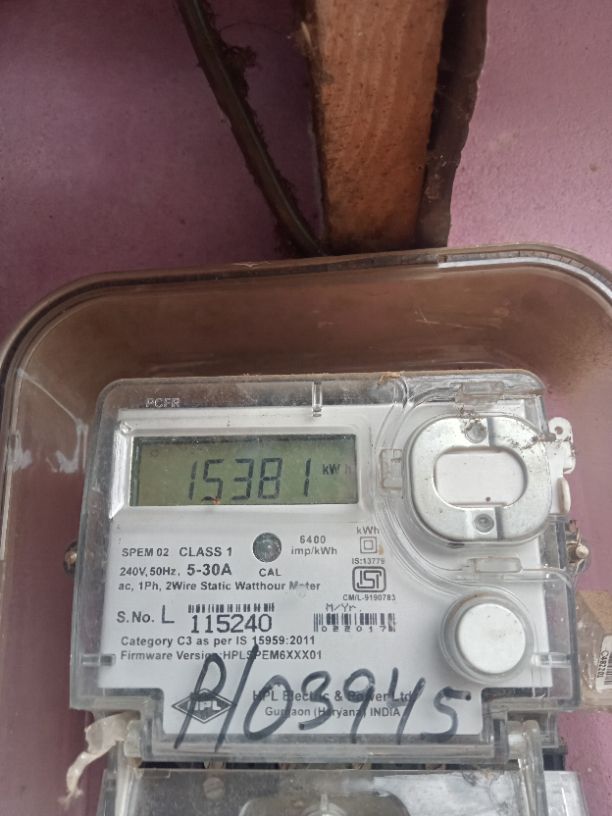 PCFR
15381 kWh
SPEM 02 CLASS 1
6400 imp/kWh
kWh
IS:13779
240V, 50Hz, 5-30A
CAL
ac, 1Ph, 2Wire Static Watthour Meter
CM/L-9190783
S.No. L 115240
M/Yr.
022017
Category C3 as per IS 15959:2011
Firmware Version:HPLSPEM6XXX01
HPL
HPL Electric & Power Ltd
Gurgaon (Haryana) INDIA
P/03945